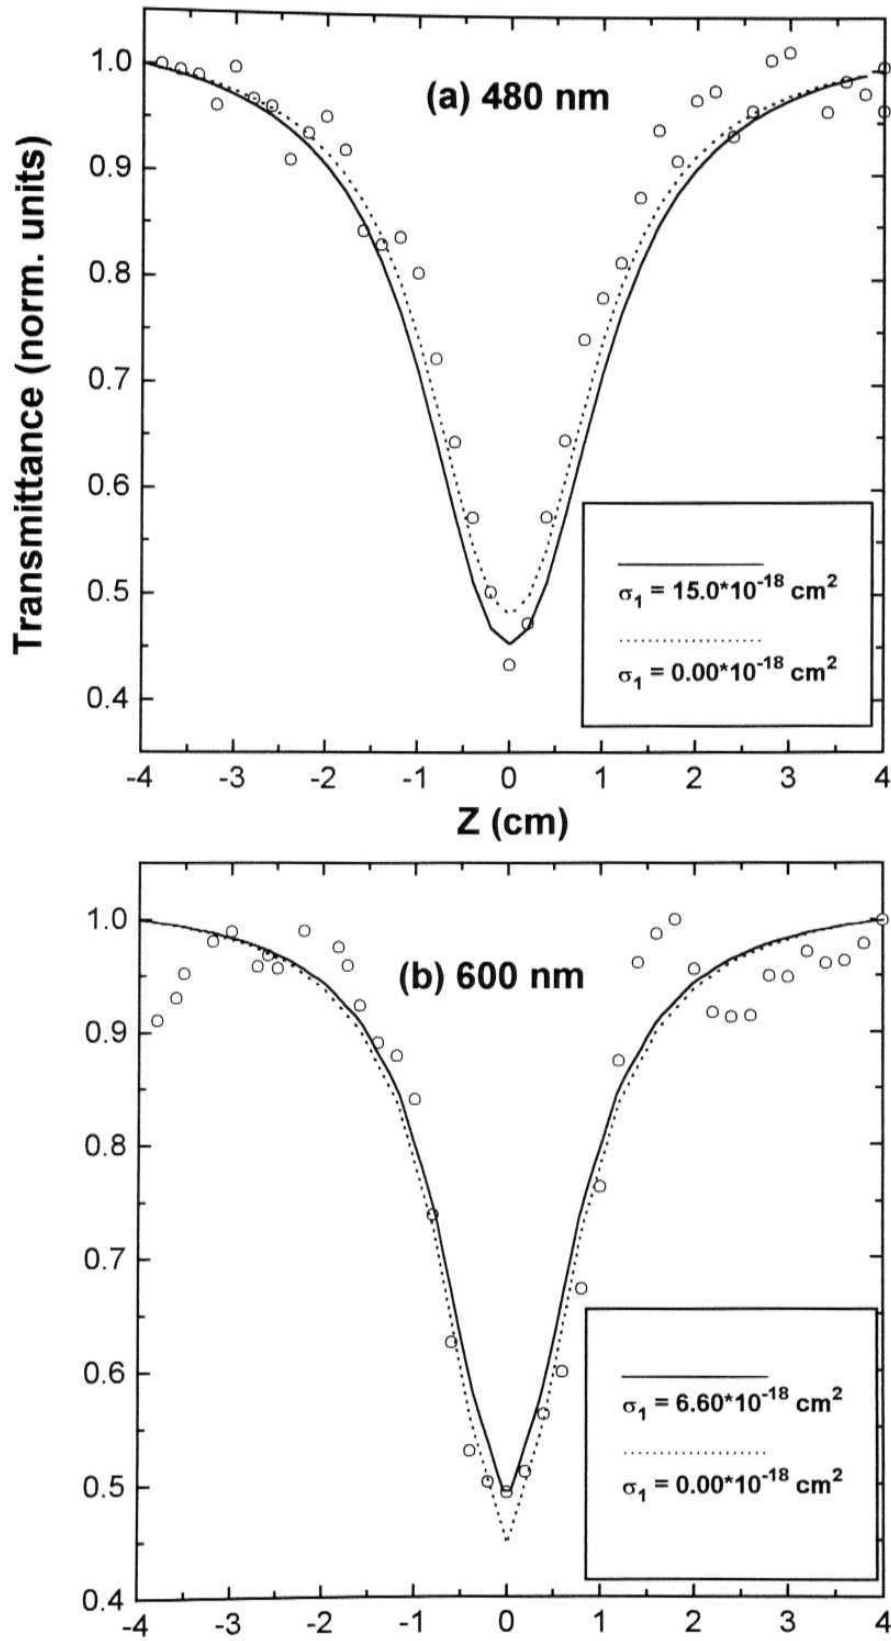 (a) 480 nm
Transmittance (norm. units)
1.0
0.9
0.8
0.7
0.6
0.5
0.4
σ1 = 15.0*10-18 cm2
σ1 = 0.00*10-18 cm2
-4 -3 -2 -1 0 1 2 3 4
Z (cm)
(b) 600 nm
1.0
0.9
0.8
0.7
0.6
0.5
0.4
σ1 = 6.60*10-18 cm2
σ1 = 0.00*10-18 cm2
-4 -3 -2 -1 0 1 2 3 4